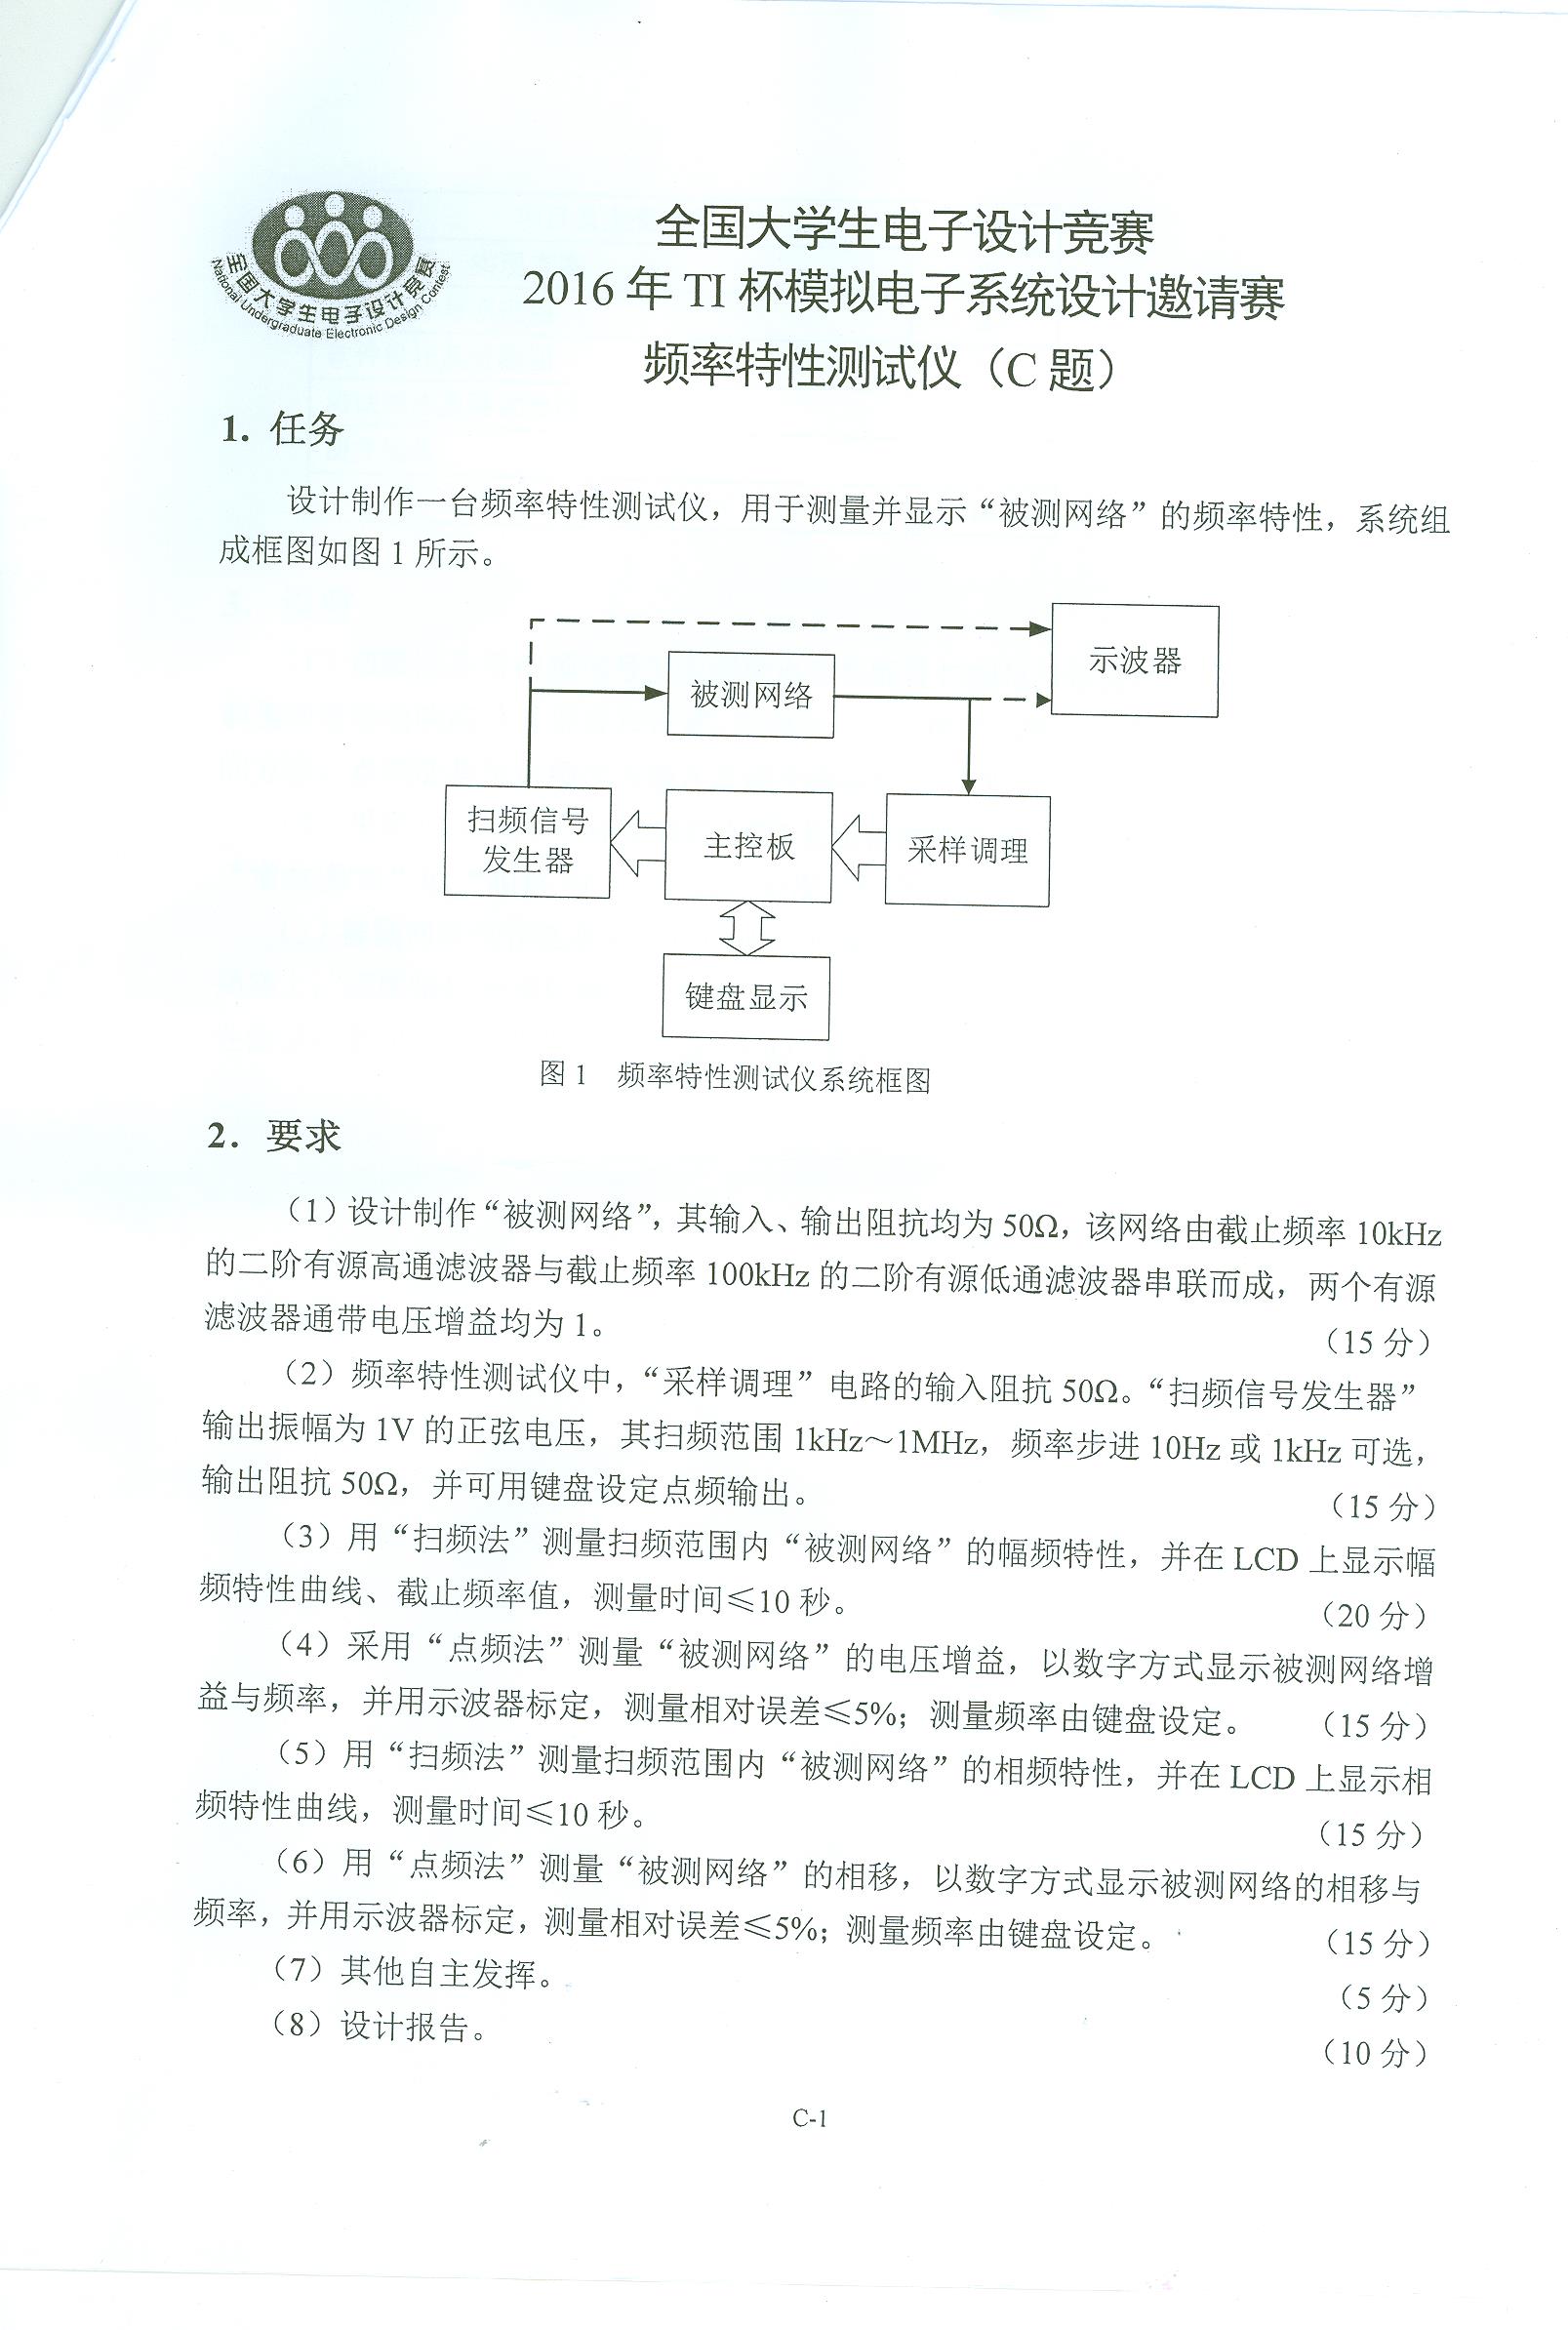 全国大学生电子设计竞赛
National Undergraduate Electronic Design Contest
全国大学生电子设计竞赛
2016 年 TI 杯模拟电子系统设计邀请赛
频率特性测试仪（C 题）
1. 任务
设计制作一台频率特性测试仪，用于测量并显示“被测网络”的频率特性，系统组
成框图如图 1 所示。
示波器
被测网络
扫频信号
发生器
主控板
采样调理
键盘显示
图 1 频率特性测试仪系统框图
2. 要求
（1）设计制作“被测网络”，其输入、输出阻抗均为 50Ω，该网络由截止频率 10kHz
的二阶有源高通滤波器与截止频率 100kHz 的二阶有源低通滤波器串联而成，两个有源
滤波器通带电压增益均为 1。 （15 分）
（2）频率特性测试仪中，“采样调理”电路的输入阻抗 50Ω。“扫频信号发生器”
输出振幅为 1V 的正弦电压，其扫频范围 1kHz～1MHz，频率步进 10Hz 或 1kHz 可选，
输出阻抗 50Ω，并可用键盘设定点频输出。 （15 分）
（3）用“扫频法”测量扫频范围内“被测网络”的幅频特性，并在 LCD 上显示幅
频特性曲线、截止频率值，测量时间≤10 秒。 （20 分）
（4）采用“点频法”测量“被测网络”的电压增益，以数字方式显示被测网络增
益与频率，并用示波器标定，测量相对误差≤5%；测量频率由键盘设定。 （15 分）
（5）用“扫频法”测量扫频范围内“被测网络”的相频特性，并在 LCD 上显示相
频特性曲线，测量时间≤10 秒。 （15 分）
（6）用“点频法”测量“被测网络”的相移，以数字方式显示被测网络的相移与
频率，并用示波器标定，测量相对误差≤5%；测量频率由键盘设定。 （15 分）
（7）其他自主发挥。 （5 分）
（8）设计报告。 （10 分）
C-1